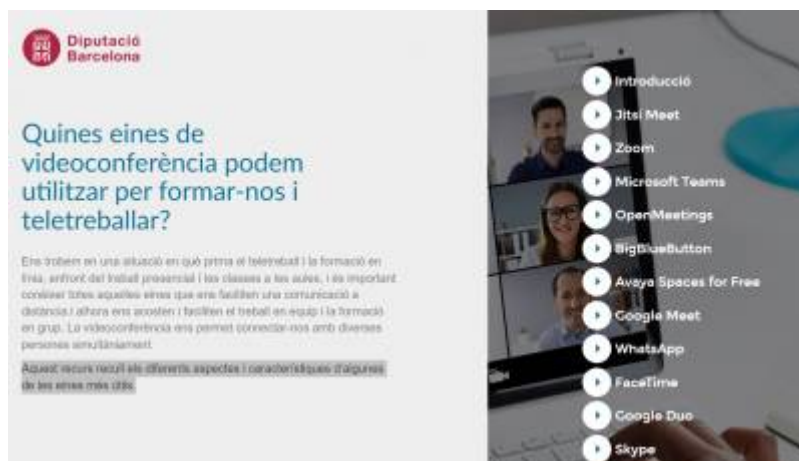 Diputació
Barcelona
Quines eines de
videoconferència podem
utilitzar per formar-nos i
teletreballar?
Ens trobem en una situació en què prima el teletreball i la formació en
línia, enfront del treball presencial i les classes a les aules, i és important
conèixer totes aquelles eines que ens faciliten una comunicació a
distància i alhora ens acosten i faciliten el treball en equip i la formació
en grup. La videoconferència ens permet connectar-nos amb diverses
persones simultàniament.
Aquest recurs recull els diferents aspectes i característiques d'algunes
de les eines més útils.
Introducció
Jitsi Meet
Zoom
Microsoft Teams
OpenMeetings
BigBlueButton
Avaya Spaces for Free
Google Meet
WhatsApp
FaceTime
Google Duo
Skype